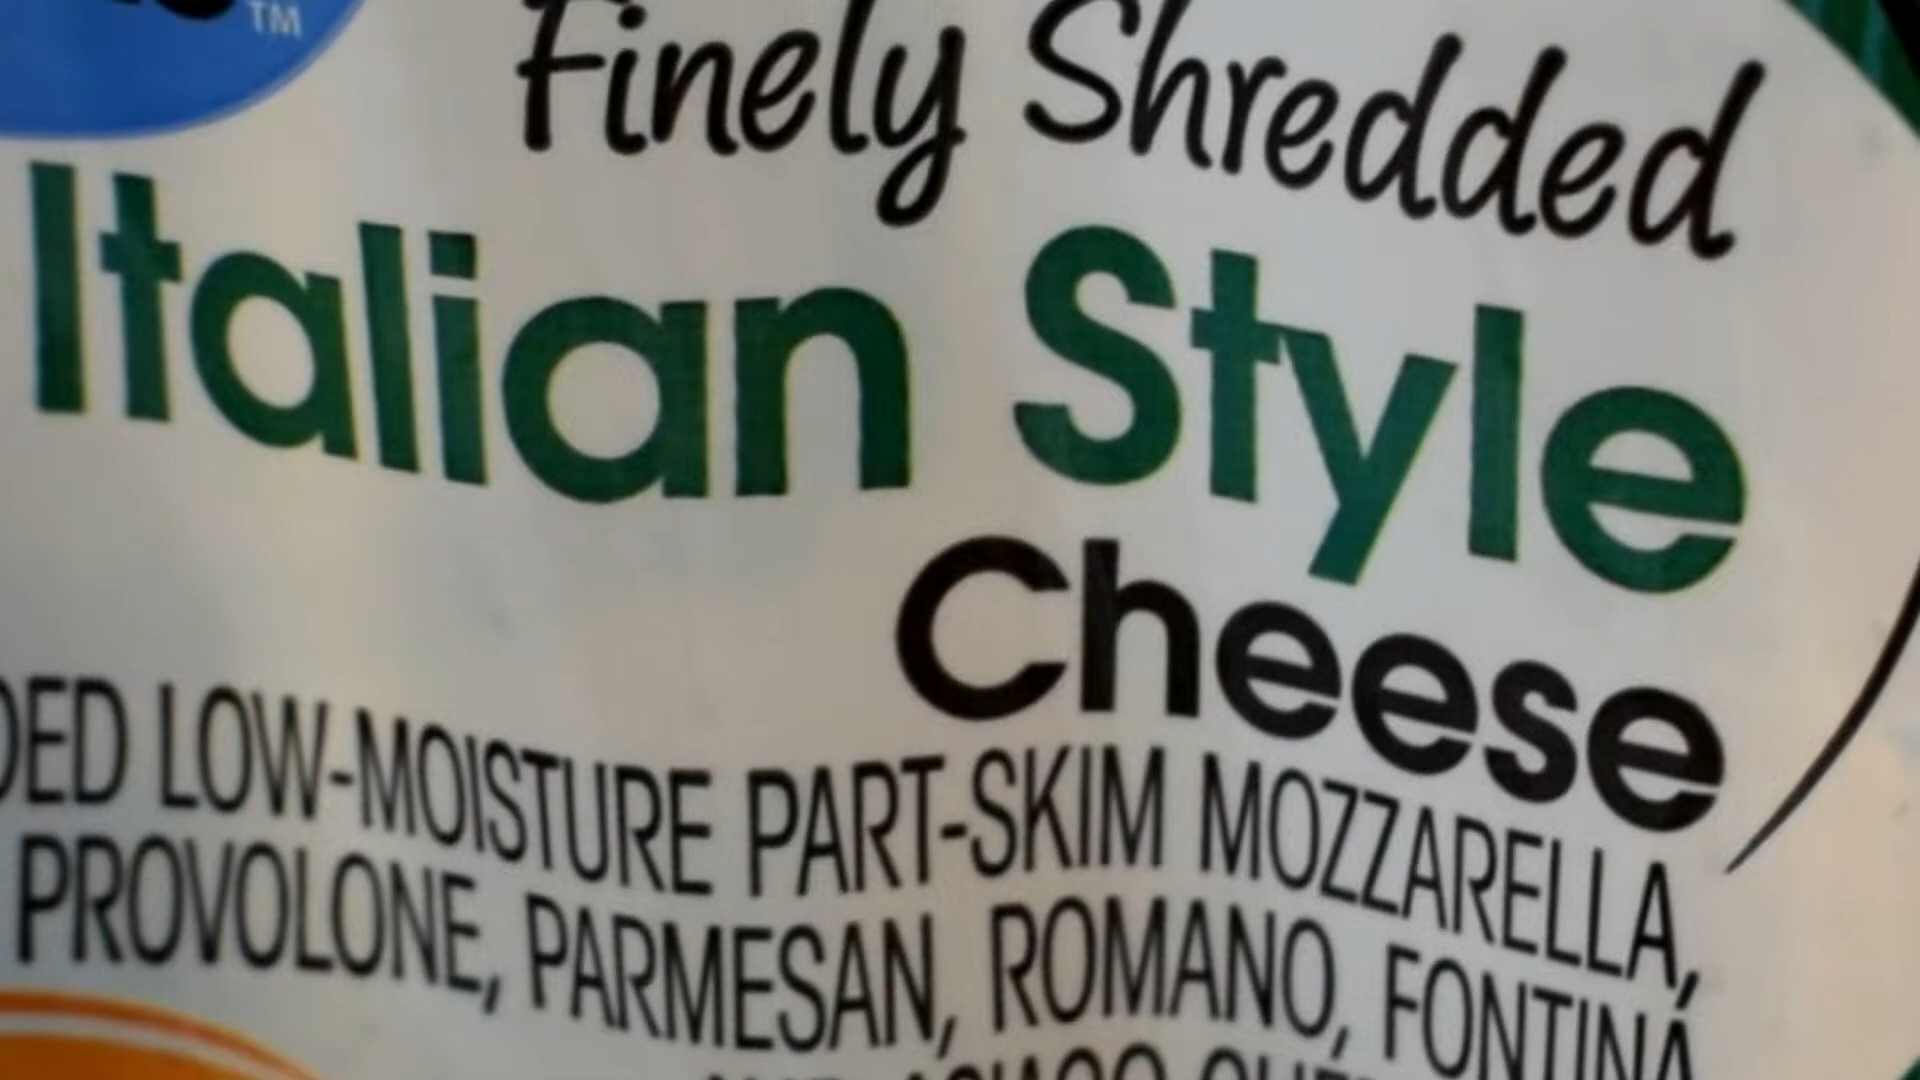 TM
Finely Shredded
Italian Style
Cheese
DED LOW-MOISTURE PART-SKIM MOZZARELLA,
PROVOLONE, PARMESAN, ROMANO, FONTINA